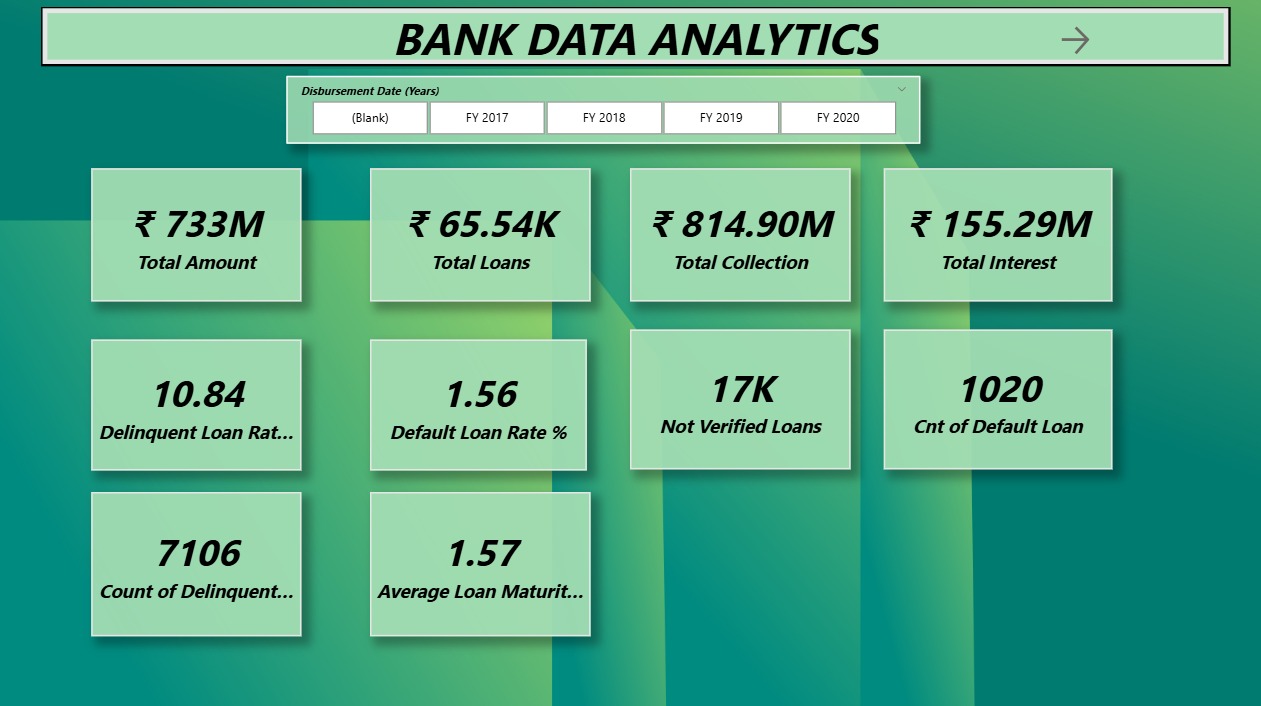 BANK DATA ANALYTICS
Disbursement Date (Years)
(Blank) FY 2017 FY 2018 FY 2019 FY 2020
₹ 733M
Total Amount
₹ 65.54K
Total Loans
₹ 814.90M
Total Collection
₹ 155.29M
Total Interest
10.84
Delinquent Loan Rat...
1.56
Default Loan Rate %
17K
Not Verified Loans
1020
Cnt of Default Loan
7106
Count of Delinquent...
1.57
Average Loan Maturit...